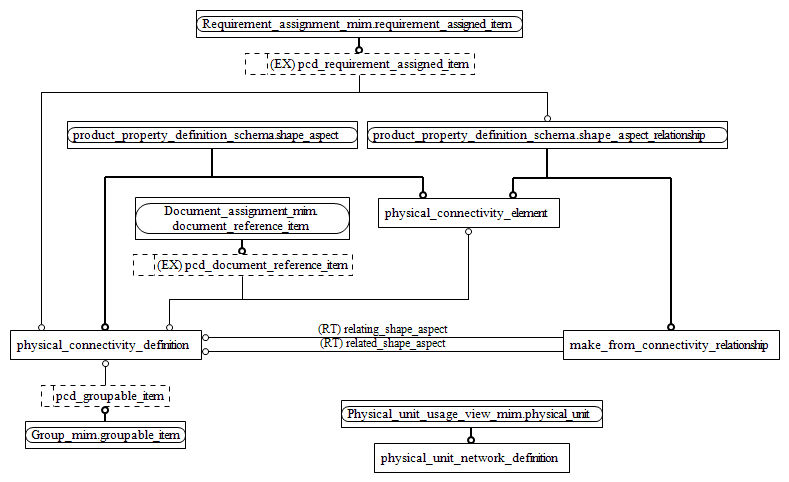 Requirement_assignment_mim.requirement_assigned_item
(EX) pcd_requirement_assigned_item
product_property_definition_schema.shape_aspect
product_property_definition_schema.shape_aspect_relationship
Document_assignment_mim.
document_reference_item
physical_connectivity_element
(EX) pcd_document_reference_item
(RT) relating_shape_aspect
physical_connectivity_definition
(RT) related_shape_aspect
make_from_connectivity_relationship
pcd_groupable_item
Physical_unit_usage_view_mim.physical_unit
Group_mim.groupable_item
physical_unit_network_definition